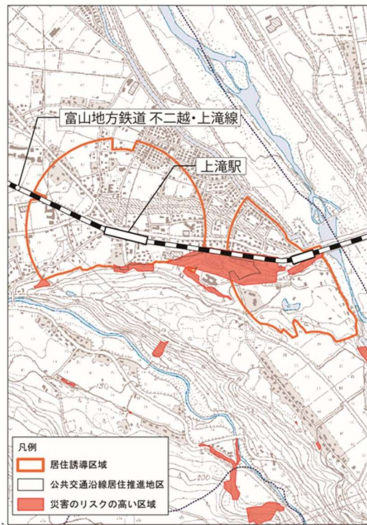 富山地方鉄道 不二越・上滝線
上滝駅
凡例
居住誘導区域
公共交通沿線居住推進地区
災害のリスクの高い区域